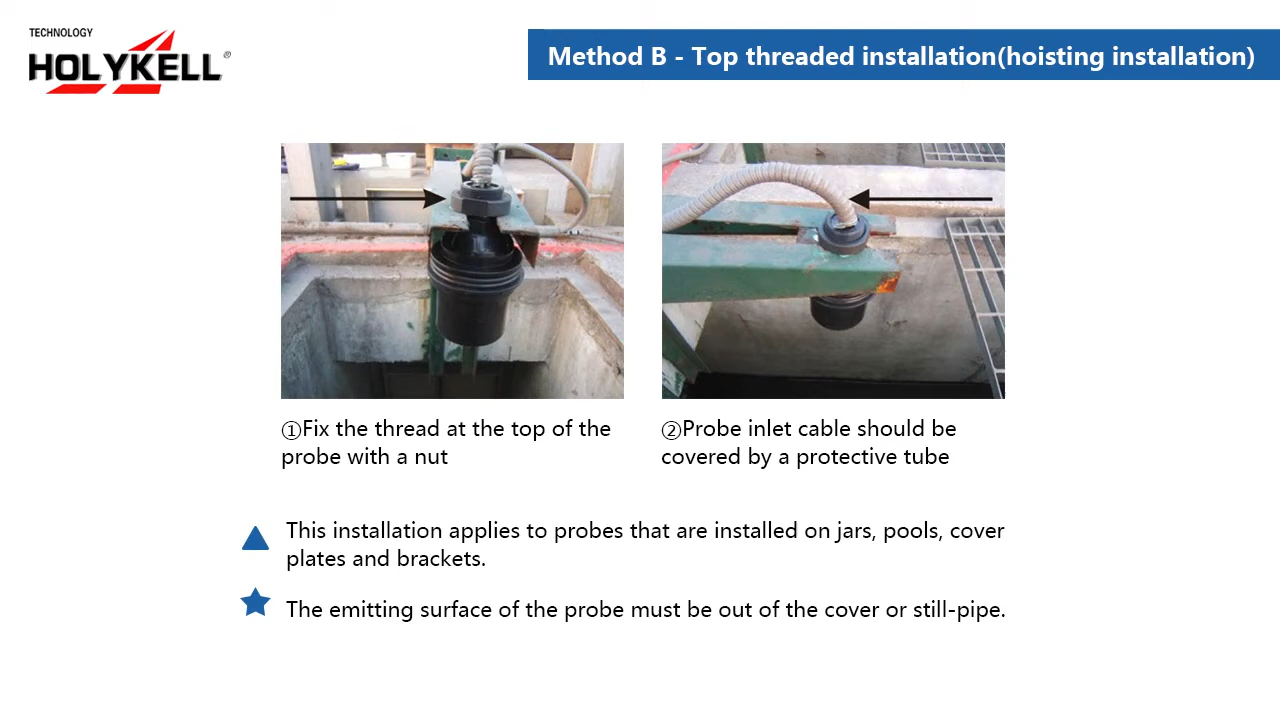 TECHNOLOGY
HOLYKELL®
Method B - Top threaded installation(hoisting installation)
①Fix the thread at the top of the
probe with a nut
②Probe inlet cable should be
covered by a protective tube
This installation applies to probes that are installed on jars, pools, cover
plates and brackets.
The emitting surface of the probe must be out of the cover or still-pipe.